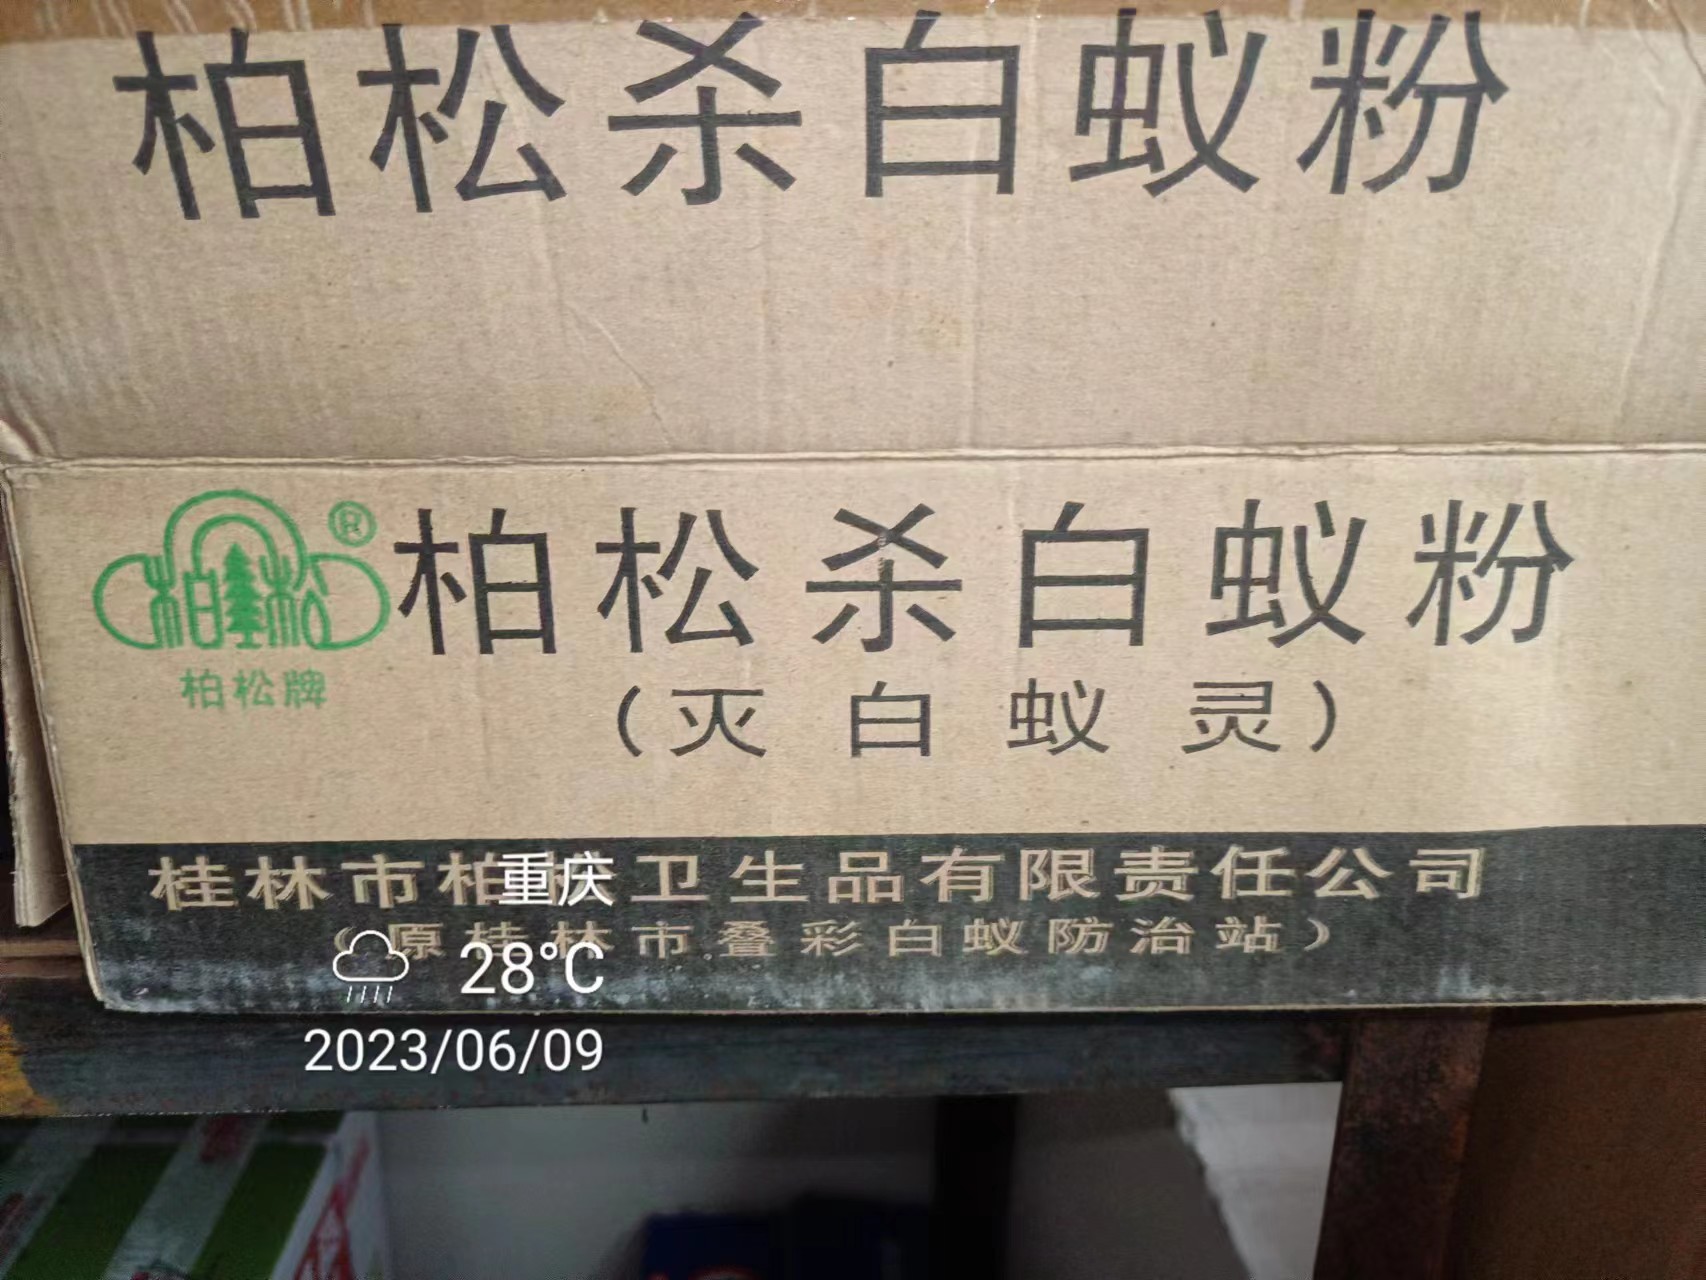 柏松杀白蚁粉
柏松
®
柏松牌
柏松杀白蚁粉
(灭白蚁灵)
桂林市柏 卫生品有限责任公司
(原桂林市叠彩白蚁防治站)
重庆
28°C
2023/06/09